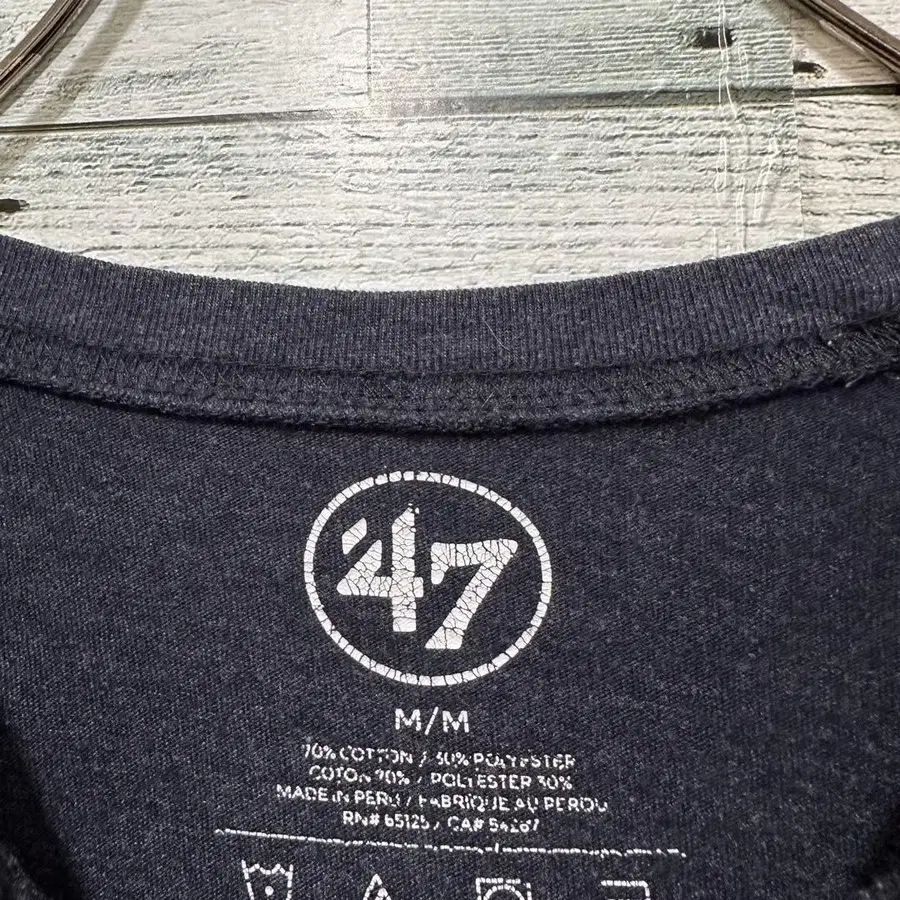 '47
M/M
70% COTTON / 30% POLYESTER
COTON 70% / POLYESTER 30%
MADE IN PERU / FABRIQUE AU PEROU
RN# 65125 / CA# 54267